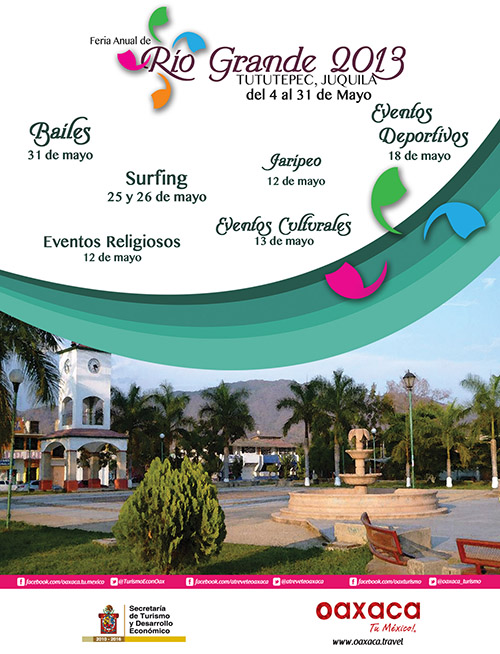 Feria Anual de
Río Grande 2013
TUTUTEPEC, JUQUILA
del 4 al 31 de Mayo
Eventos
Deportivos
18 de mayo
Bailes
31 de mayo
Jaripeo
12 de mayo
Surfing
25 y 26 de mayo
Eventos Culturales
13 de mayo
Eventos Religiosos
12 de mayo
facebook.com/oaxaca.tu.mexico @TurismoEconOax facebook.com/atreveteaoaxaca @atreveteaoaxaca facebook.com/oaxturismo @oaxaca_turismo
Secretaría
de Turismo
y Desarrollo
Económico
2010 - 2016
oaxaca
Tú México!
www.oaxaca.travel